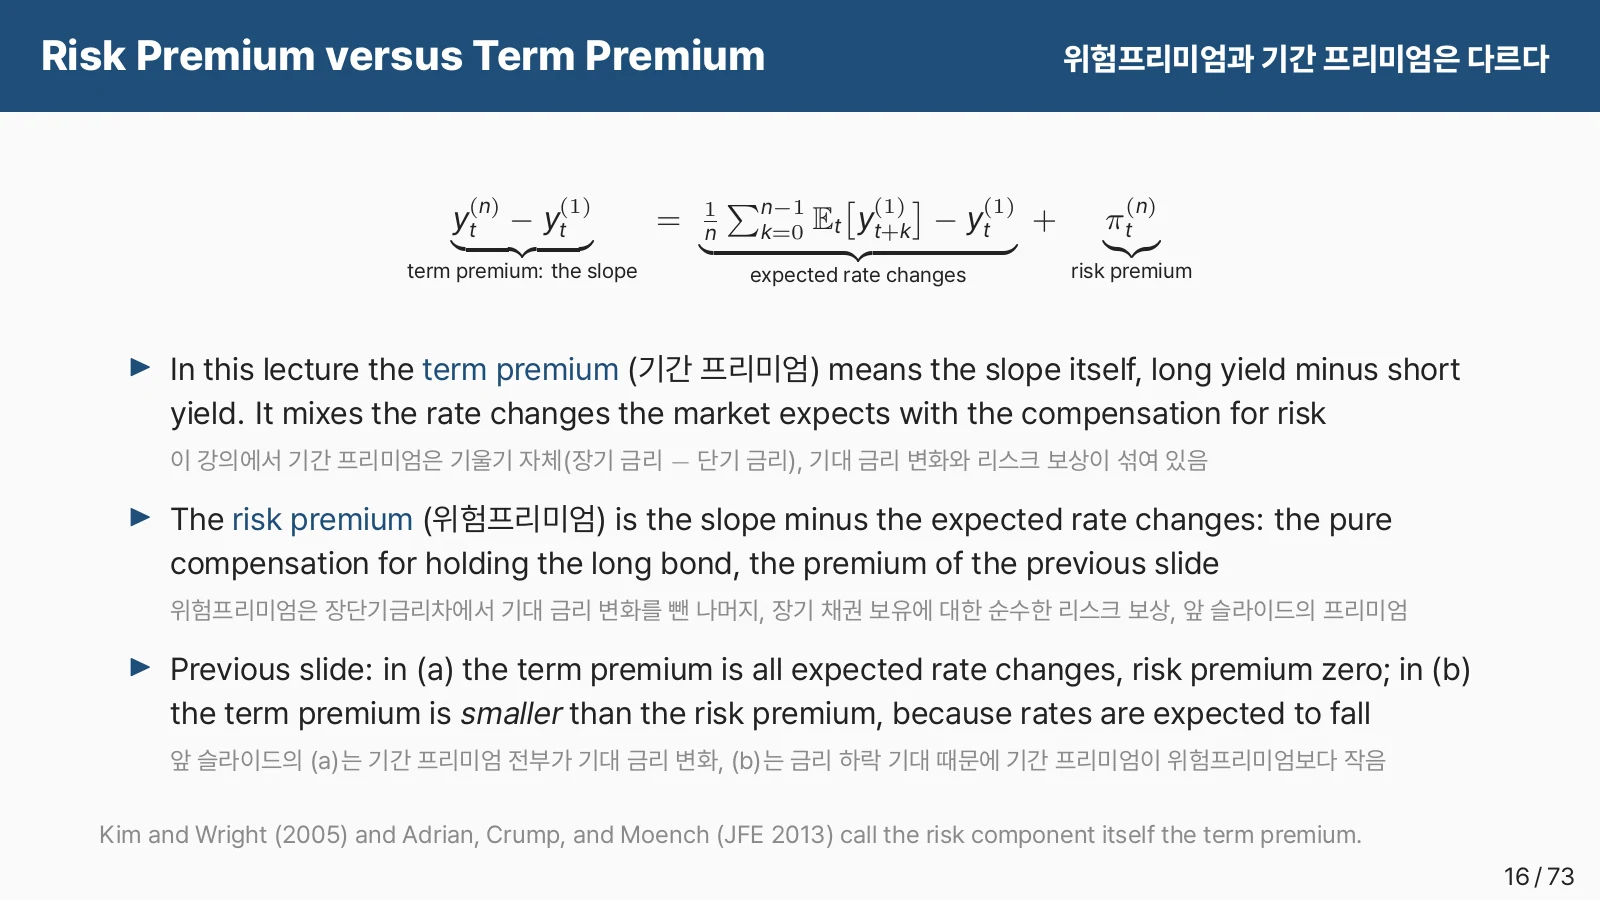 Risk Premium versus Term Premium
위험프리미엄과 기간 프리미엄은 다르다
y_t^{(n)} − y_t^{(1)} = \frac{1}{n} \sum_{k=0}^{n−1} 𝔼_t[y_{t+k}^{(1)}] − y_t^{(1)} + π_t^{(n)}
term premium: the slope
expected rate changes
risk premium
▶ In this lecture the term premium (기간 프리미엄) means the slope itself, long yield minus short
yield. It mixes the rate changes the market expects with the compensation for risk
이 강의에서 기간 프리미엄은 기울기 자체(장기 금리 − 단기 금리), 기대 금리 변화와 리스크 보상이 섞여 있음
▶ The risk premium (위험프리미엄) is the slope minus the expected rate changes: the pure
compensation for holding the long bond, the premium of the previous slide
위험프리미엄은 장단기금리차에서 기대 금리 변화를 뺀 나머지, 장기 채권 보유에 대한 순수한 리스크 보상, 앞 슬라이드의 프리미엄
▶ Previous slide: in (a) the term premium is all expected rate changes, risk premium zero; in (b)
the term premium is smaller than the risk premium, because rates are expected to fall
앞 슬라이드의 (a)는 기간 프리미엄 전부가 기대 금리 변화, (b)는 금리 하락 기대 때문에 기간 프리미엄이 위험프리미엄보다 작음
Kim and Wright (2005) and Adrian, Crump, and Moench (JFE 2013) call the risk component itself the term premium.
16 / 73